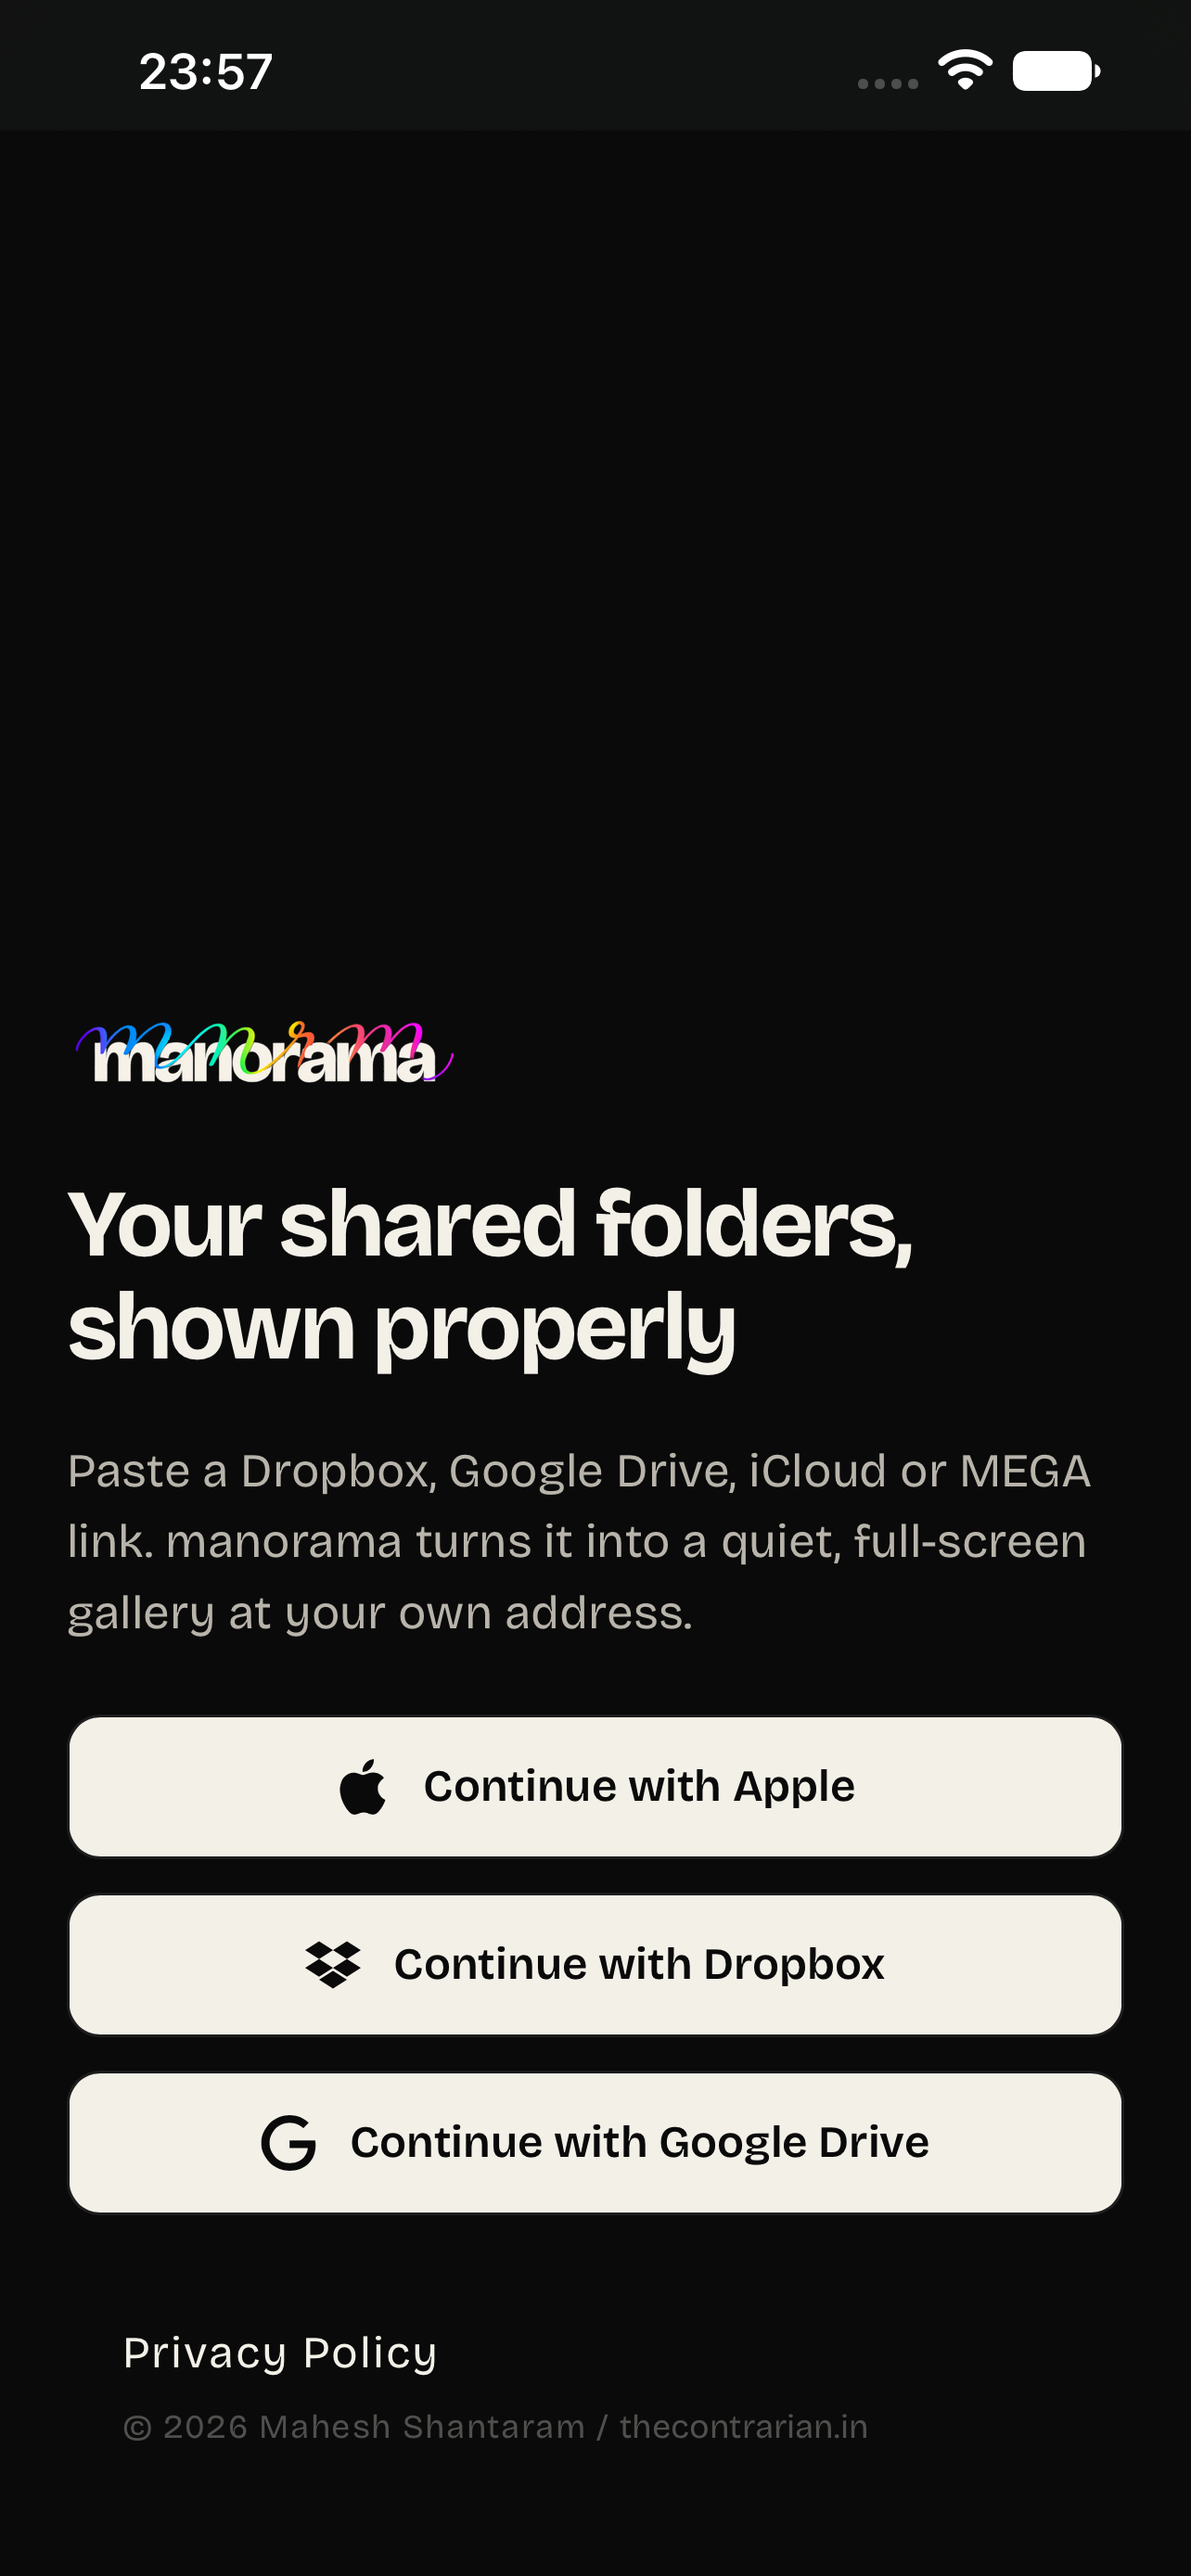 23:57
manorama
mnrm
Your shared folders,
shown properly
Paste a Dropbox, Google Drive, iCloud or MEGA
link. manorama turns it into a quiet, full-screen
gallery at your own address.
Continue with Apple
Continue with Dropbox
Continue with Google Drive
Privacy Policy
© 2026 Mahesh Shantaram / thecontrarian.in